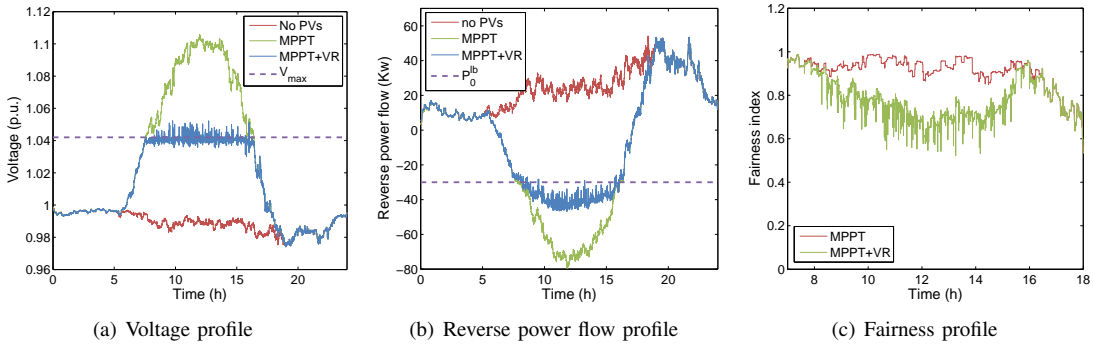 No PVs
MPPT
MPPT+VR
V_max
1.12
1.1
1.08
1.06
1.04
1.02
1
0.98
0.96
Voltage (p.u.)
0 5 10 15 20
Time (h)
(a) Voltage profile
no PVs
MPPT
MPPT+VR
P_0^lb
60
40
20
0
−20
−40
−60
−80
Reverse power flow (Kw)
0 5 10 15 20
Time (h)
(b) Reverse power flow profile
1.2
1
0.8
0.6
0.4
0.2
0
Fairness index
MPPT
MPPT+VR
8 10 12 14 16 18
Time (h)
(c) Fairness profile